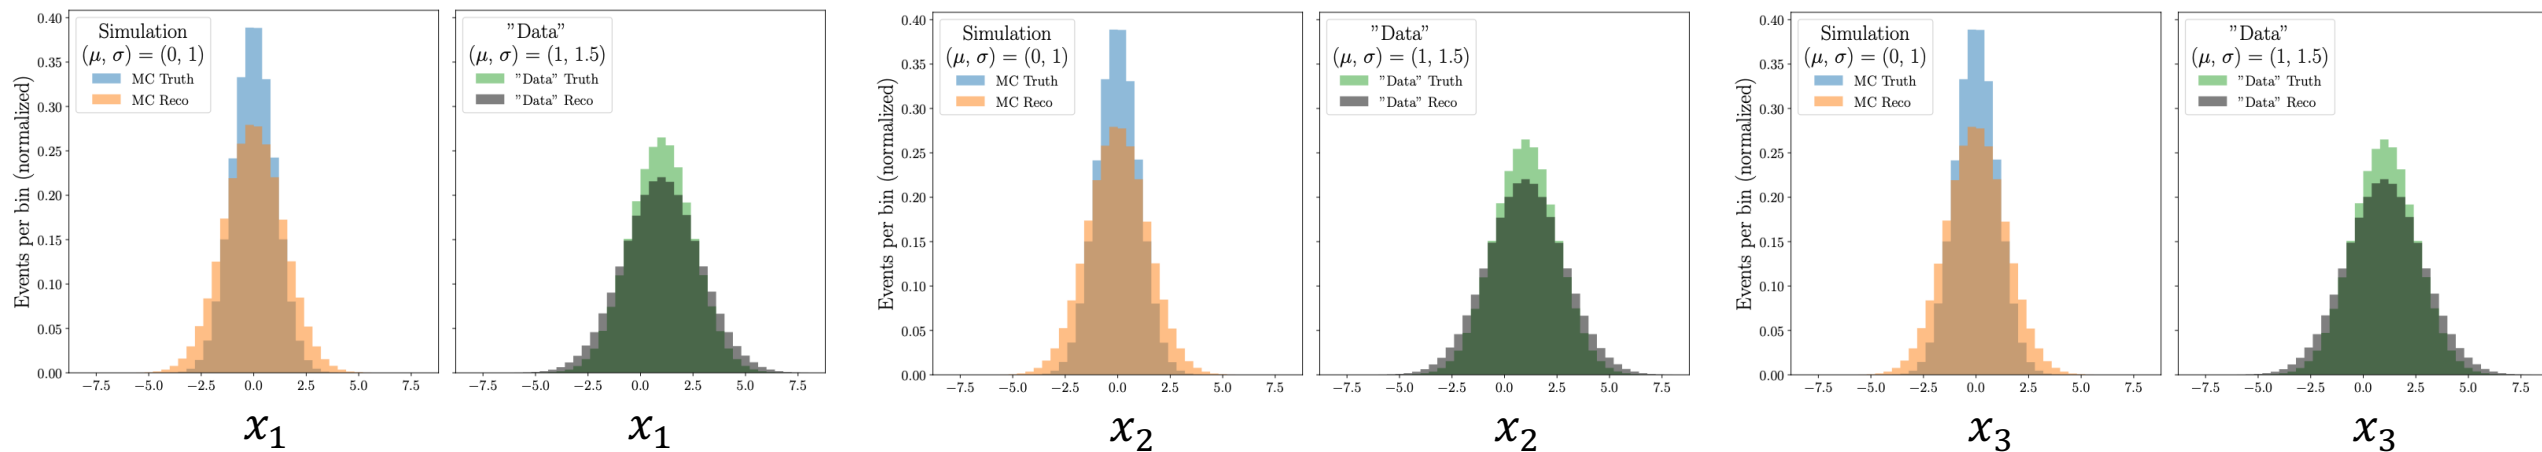 Events per bin (normalized)
0.40
0.35
0.30
0.25
0.20
0.15
0.10
0.05
0.00
Simulation
(μ, σ) = (0, 1)
MC Truth
MC Reco
−7.5 −5.0 −2.5 0.0 2.5 5.0 7.5
x₁
"Data"
(μ, σ) = (1, 1.5)
"Data" Truth
"Data" Reco
−7.5 −5.0 −2.5 0.0 2.5 5.0 7.5
x₁
Events per bin (normalized)
0.40
0.35
0.30
0.25
0.20
0.15
0.10
0.05
0.00
Simulation
(μ, σ) = (0, 1)
MC Truth
MC Reco
−7.5 −5.0 −2.5 0.0 2.5 5.0 7.5
x₂
"Data"
(μ, σ) = (1, 1.5)
"Data" Truth
"Data" Reco
−7.5 −5.0 −2.5 0.0 2.5 5.0 7.5
x₂
Events per bin (normalized)
0.40
0.35
0.30
0.25
0.20
0.15
0.10
0.05
0.00
Simulation
(μ, σ) = (0, 1)
MC Truth
MC Reco
−7.5 −5.0 −2.5 0.0 2.5 5.0 7.5
x₃
"Data"
(μ, σ) = (1, 1.5)
"Data" Truth
"Data" Reco
−7.5 −5.0 −2.5 0.0 2.5 5.0 7.5
x₃